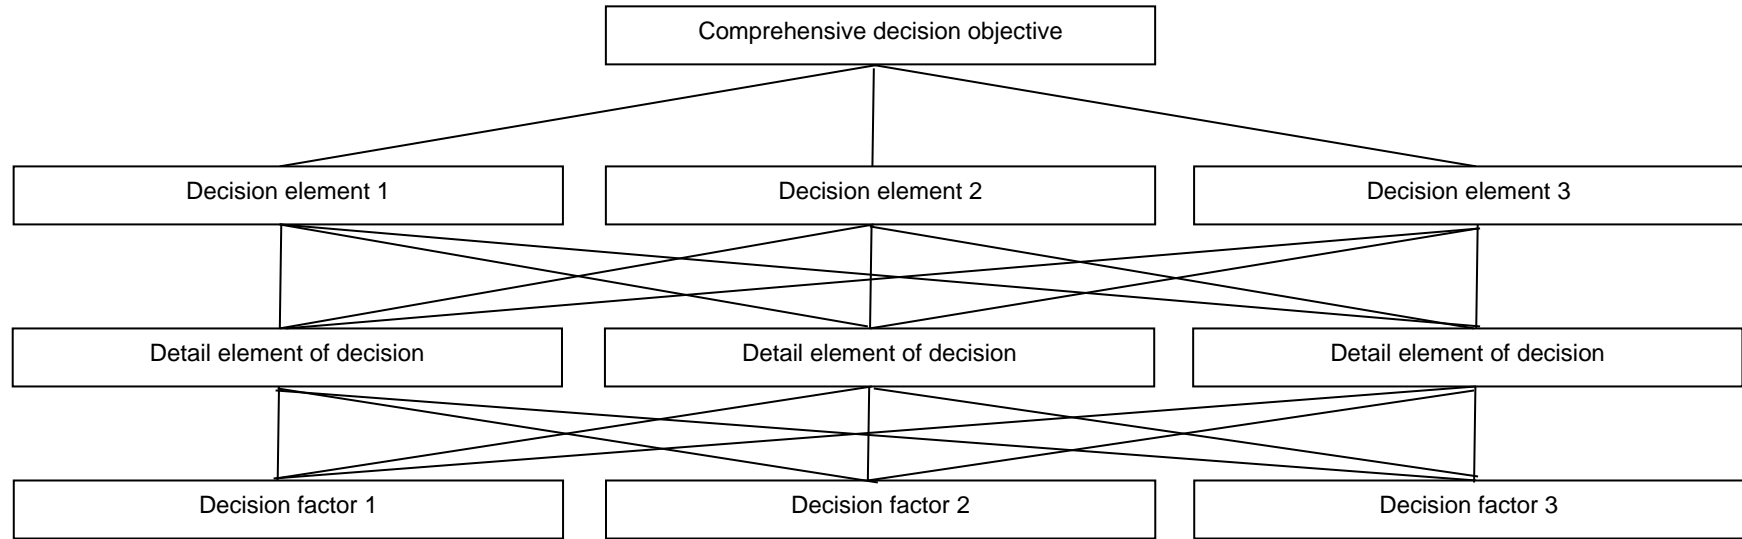 Comprehensive decision objective
Decision element 1
Decision element 2
Decision element 3
Detail element of decision
Detail element of decision
Detail element of decision
Decision factor 1
Decision factor 2
Decision factor 3